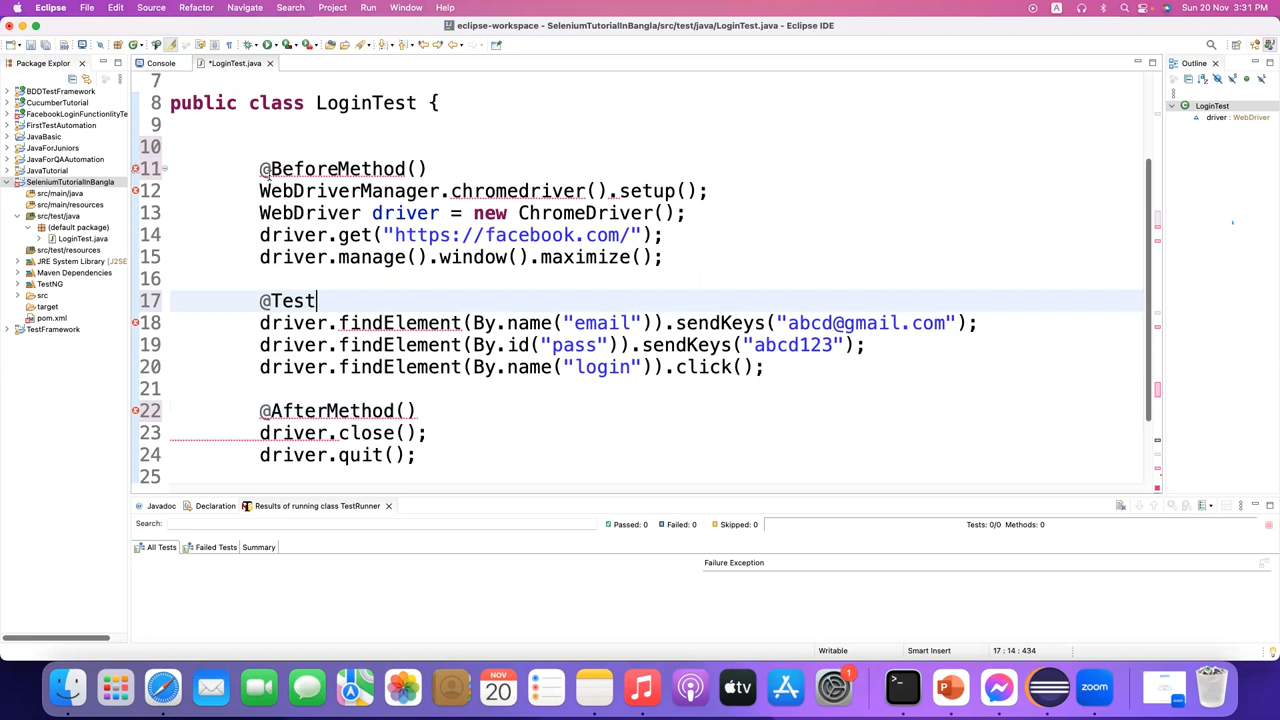 Eclipse File Edit Source Refactor Navigate Search Project Run Window Help Sun 20 Nov 3:31 PM
eclipse-workspace - SeleniumTutorialInBangla/src/test/java/LoginTest.java - Eclipse IDE
Package Explorer
Console
*LoginTest.java
Outline
BDDTestFramework
CucumberTutorial
FacebookLoginFunctionlityTe
FirstTestAutomation
JavaBasic
JavaForJuniors
JavaForQAAutomation
JavaTutorial
SeleniumTutorialInBangla
src/main/java
src/main/resources
src/test/java
(default package)
LoginTest.java
src/test/resources
JRE System Library [J2SE
Maven Dependencies
TestNG
src
target
pom.xml
TestFramework
7
8 public class LoginTest {
9
10
11 @BeforeMethod()
12 WebDriverManager.chromedriver().setup();
13 WebDriver driver = new ChromeDriver();
14 driver.get("https://facebook.com/");
15 driver.manage().window().maximize();
16
17 @Test
18 driver.findElement(By.name("email")).sendKeys("abcd@gmail.com");
19 driver.findElement(By.id("pass")).sendKeys("abcd123");
20 driver.findElement(By.name("login")).click();
21
22 @AfterMethod()
23 driver.close();
24 driver.quit();
25
LoginTest
driver : WebDriver
Javadoc Declaration Results of running class TestRunner
Search: Passed: 0 Failed: 0 Skipped: 0 Tests: 0/0 Methods: 0
All Tests Failed Tests Summary
Failure Exception
Writable Smart Insert 17 : 14 : 434
NOV
20
tv
1
zoom